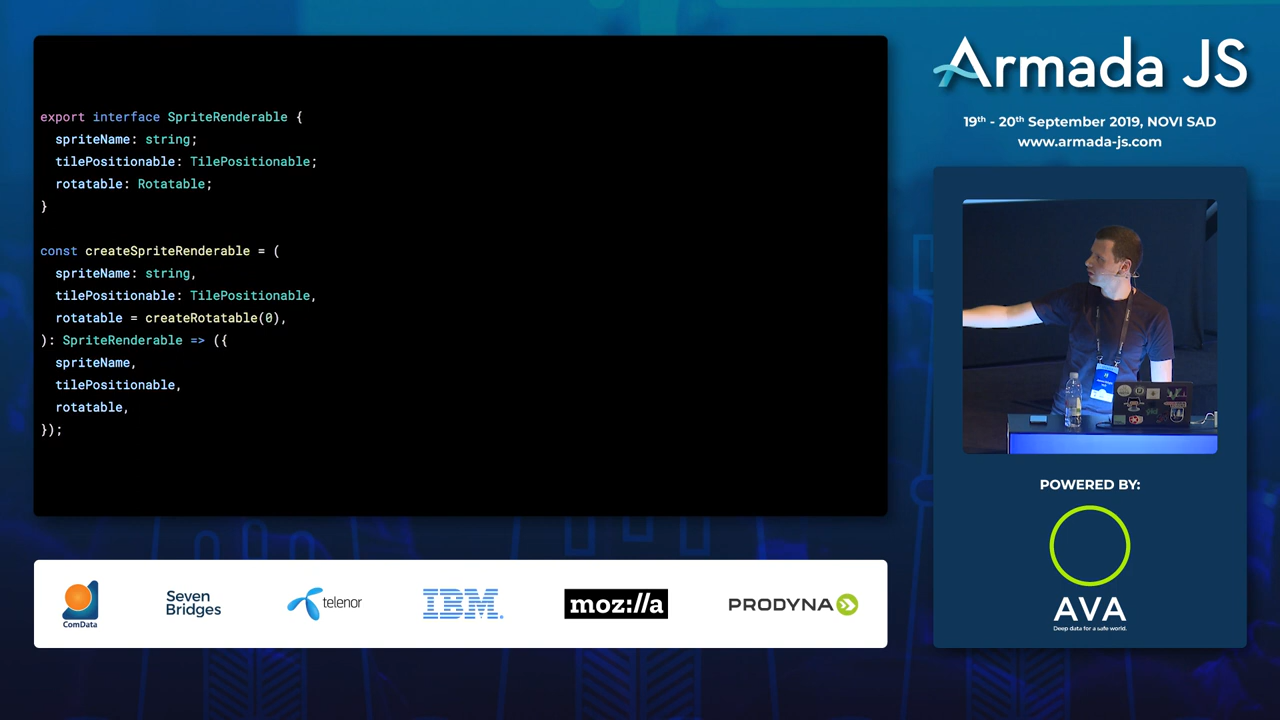 export interface SpriteRenderable {
spriteName: string;
tilePositionable: TilePositionable;
rotatable: Rotatable;
}
const createSpriteRenderable = (
spriteName: string,
tilePositionable: TilePositionable,
rotatable = createRotatable(0),
): SpriteRenderable => ({
spriteName,
tilePositionable,
rotatable,
});
Armada JS
19th - 20th September 2019, NOVI SAD
www.armada-js.com
POWERED BY:
AVA
Deep data for a safe world.
ComData
Seven
Bridges
telenor
IBM
moz://a
PRODYNA